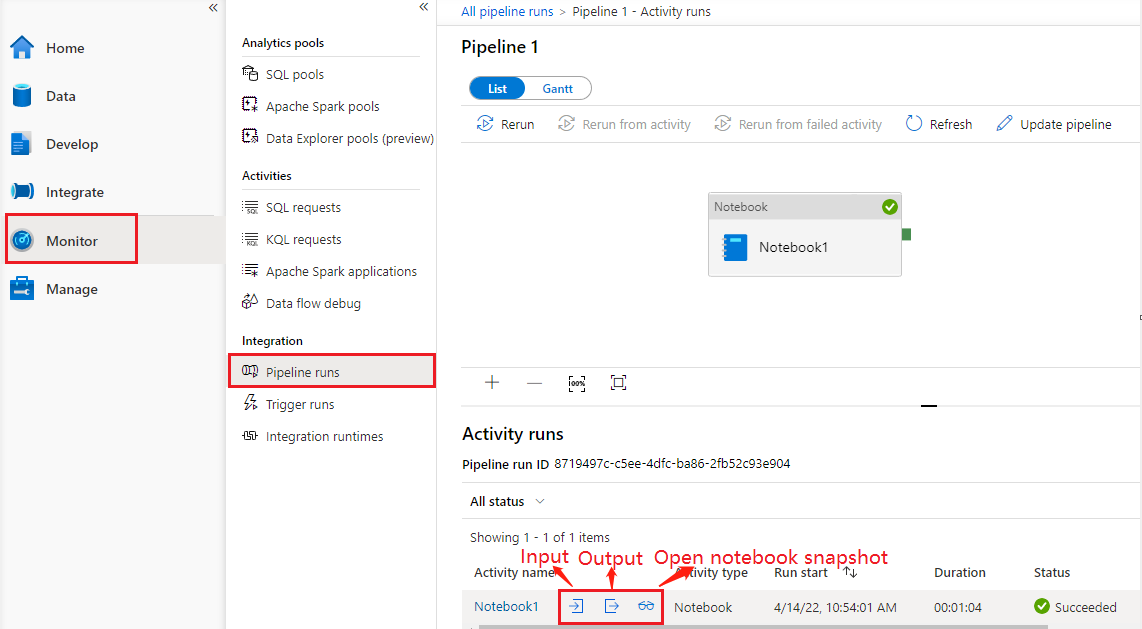 «
Home
Data
Develop
Integrate
Monitor
Manage
«
Analytics pools
SQL pools
Apache Spark pools
Data Explorer pools (preview)
Activities
SQL requests
KQL requests
Apache Spark applications
Data flow debug
Integration
Pipeline runs
Trigger runs
Integration runtimes
All pipeline runs > Pipeline 1 - Activity runs
Pipeline 1
List Gantt
Rerun Rerun from activity Rerun from failed activity Refresh Update pipeline
Notebook
Notebook1
100%
Activity runs
Pipeline run ID 8719497c-c5ee-4dfc-ba86-2fb52c93e904
All status
Showing 1 - 1 of 1 items
Input Output Open notebook snapshot
Activity name Activity type Run start Duration Status
Notebook1 Notebook 4/14/22, 10:54:01 AM 00:01:04 Succeeded